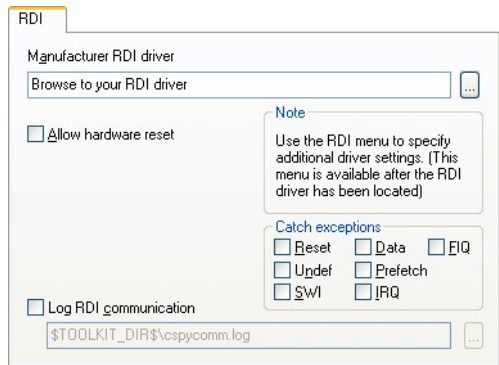 RDI
Manufacturer RDI driver
Browse to your RDI driver
...
Allow hardware reset
Note
Use the RDI menu to specify
additional driver settings. (This
menu is available after the RDI
driver has been located)
Catch exceptions
Reset Data FIQ
Undef Prefetch
SWI IRQ
Log RDI communication
$TOOLKIT_DIR$\cspycomm.log
...